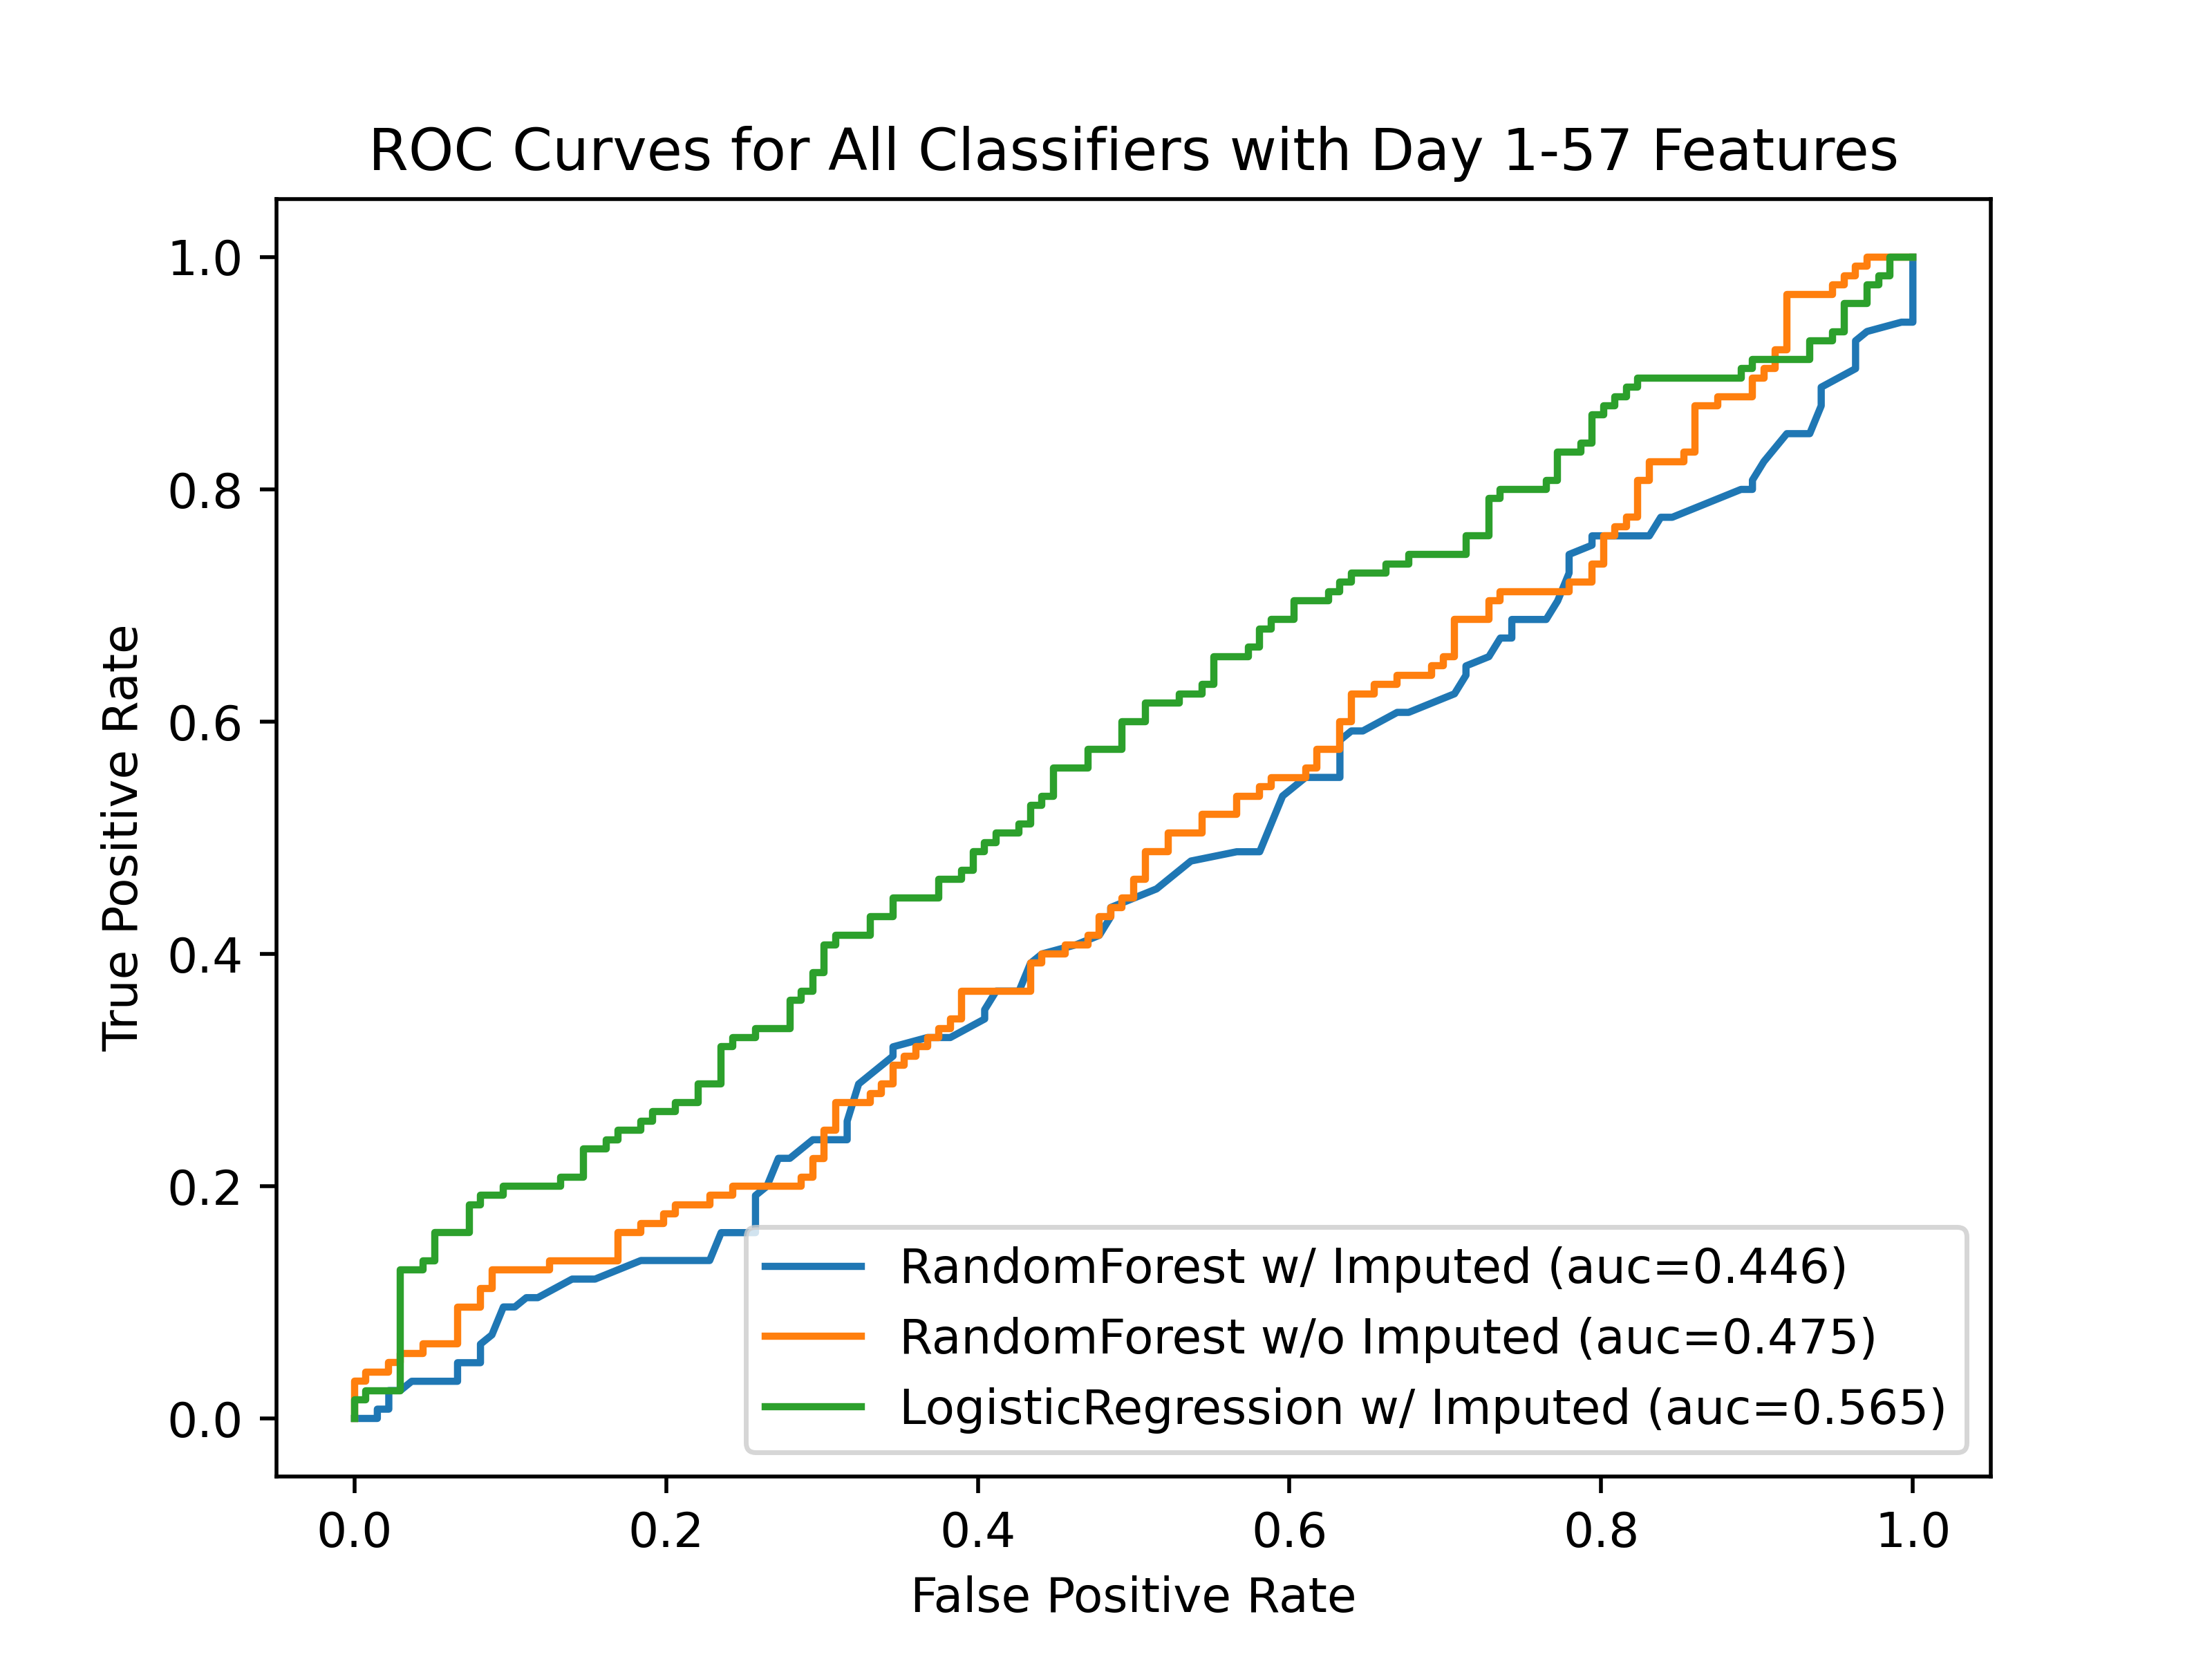 ROC Curves for All Classifiers with Day 1-57 Features
1.0
0.8
0.6
0.4
0.2
0.0
True Positive Rate
RandomForest w/ Imputed (auc=0.446)
RandomForest w/o Imputed (auc=0.475)
LogisticRegression w/ Imputed (auc=0.565)
0.0 0.2 0.4 0.6 0.8 1.0
False Positive Rate